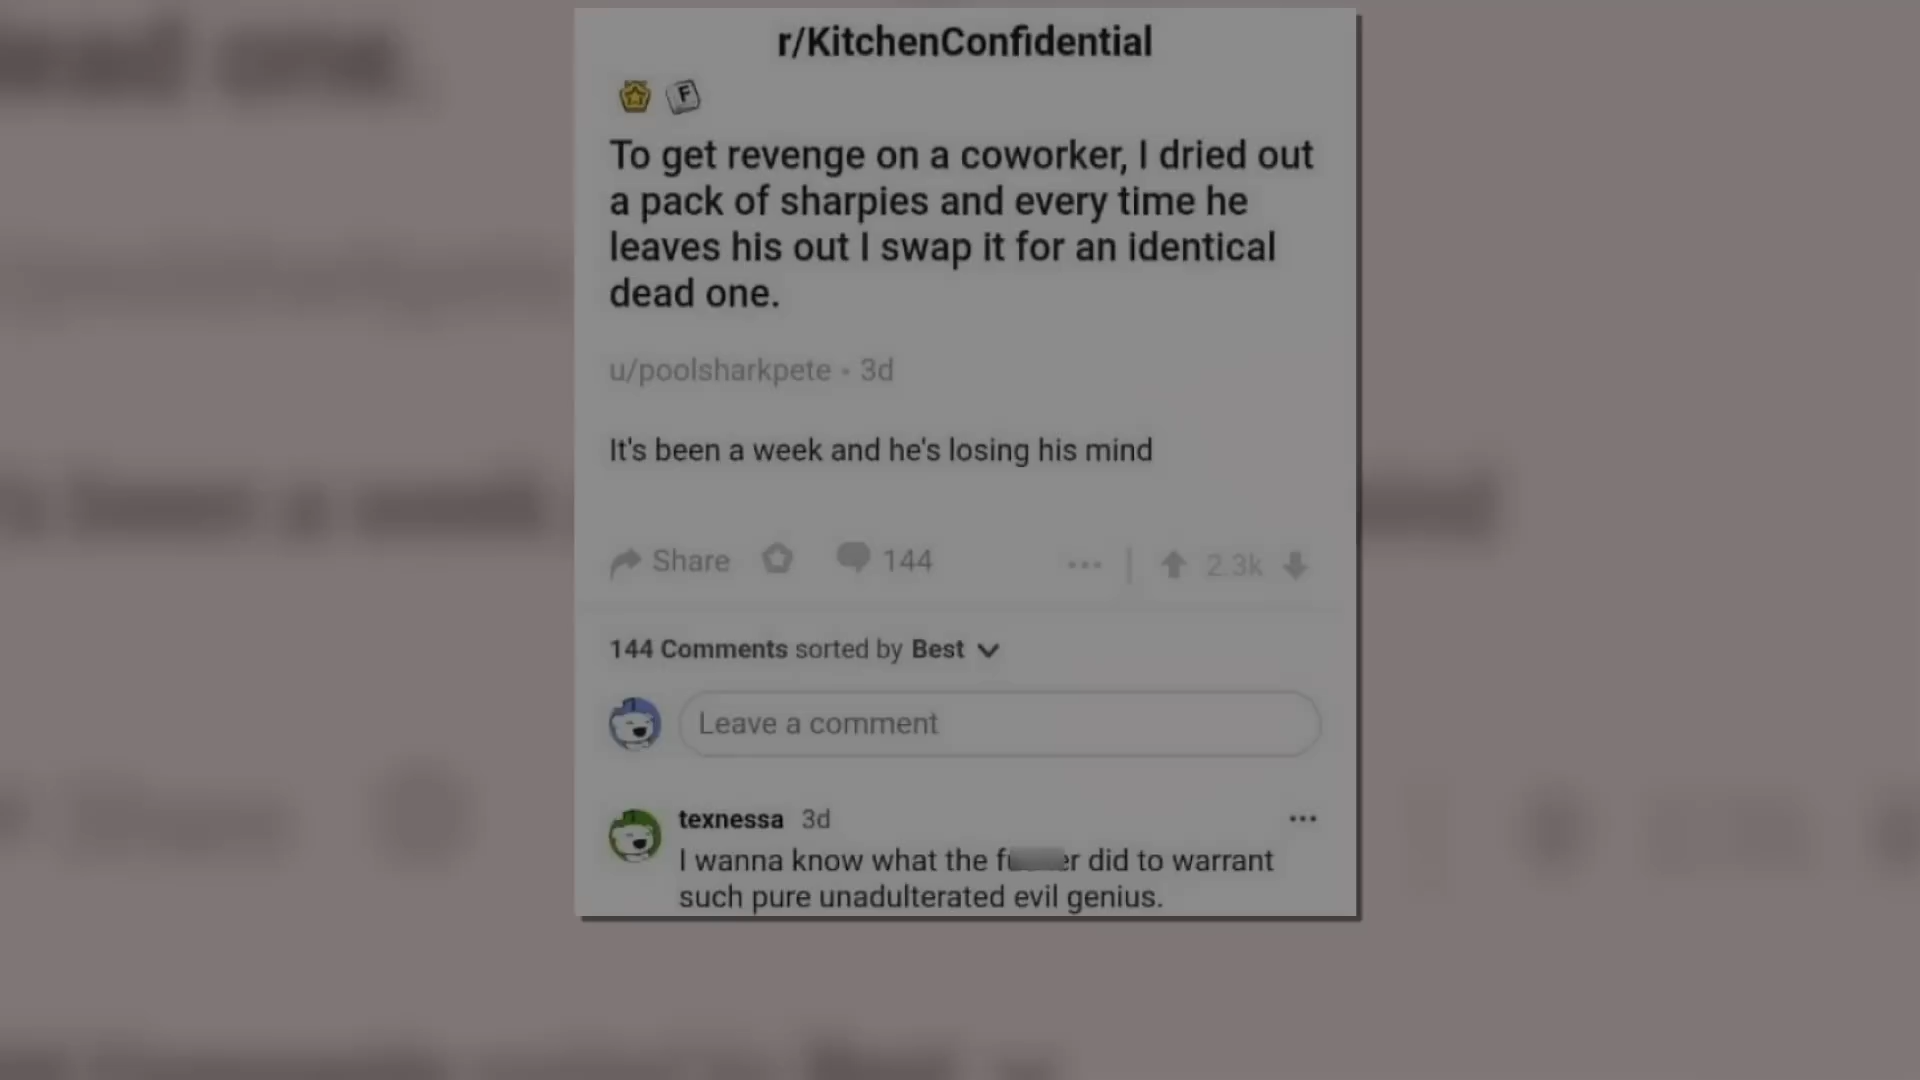 r/KitchenConfidential
F
To get revenge on a coworker, I dried out
a pack of sharpies and every time he
leaves his out I swap it for an identical
dead one.
u/poolsharkpete • 3d
It's been a week and he's losing his mind
Share 144 ... 2.3k
144 Comments sorted by Best
Leave a comment
texnessa 3d ...
I wanna know what the did to warrant
such pure unadulterated evil genius.